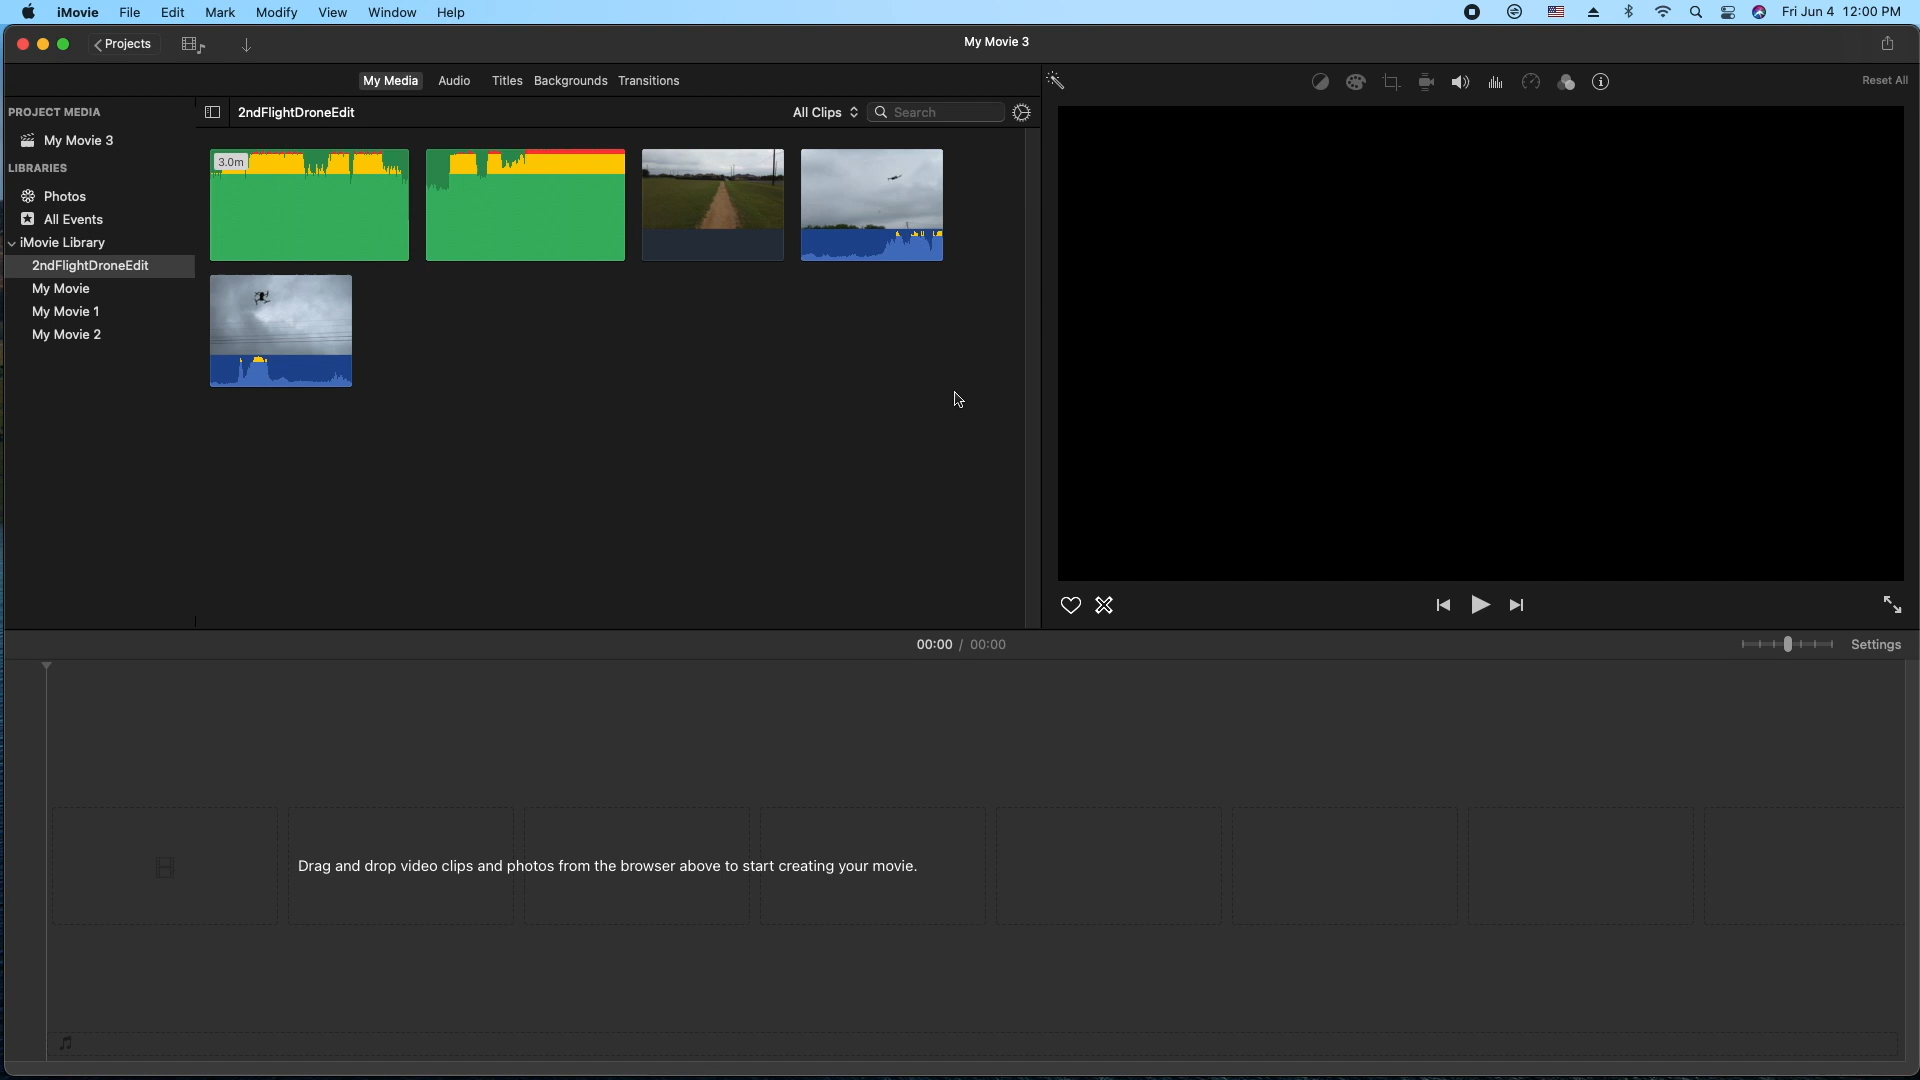 iMovie File Edit Mark Modify View Window Help Fri Jun 4 12:00 PM
Projects My Movie 3
My Media Audio Titles Backgrounds Transitions Reset All
PROJECT MEDIA
My Movie 3
LIBRARIES
Photos
All Events
iMovie Library
2ndFlightDroneEdit
My Movie
My Movie 1
My Movie 2
2ndFlightDroneEdit All Clips Search
3.0m
00:00 / 00:00 Settings
Drag and drop video clips and photos from the browser above to start creating your movie.